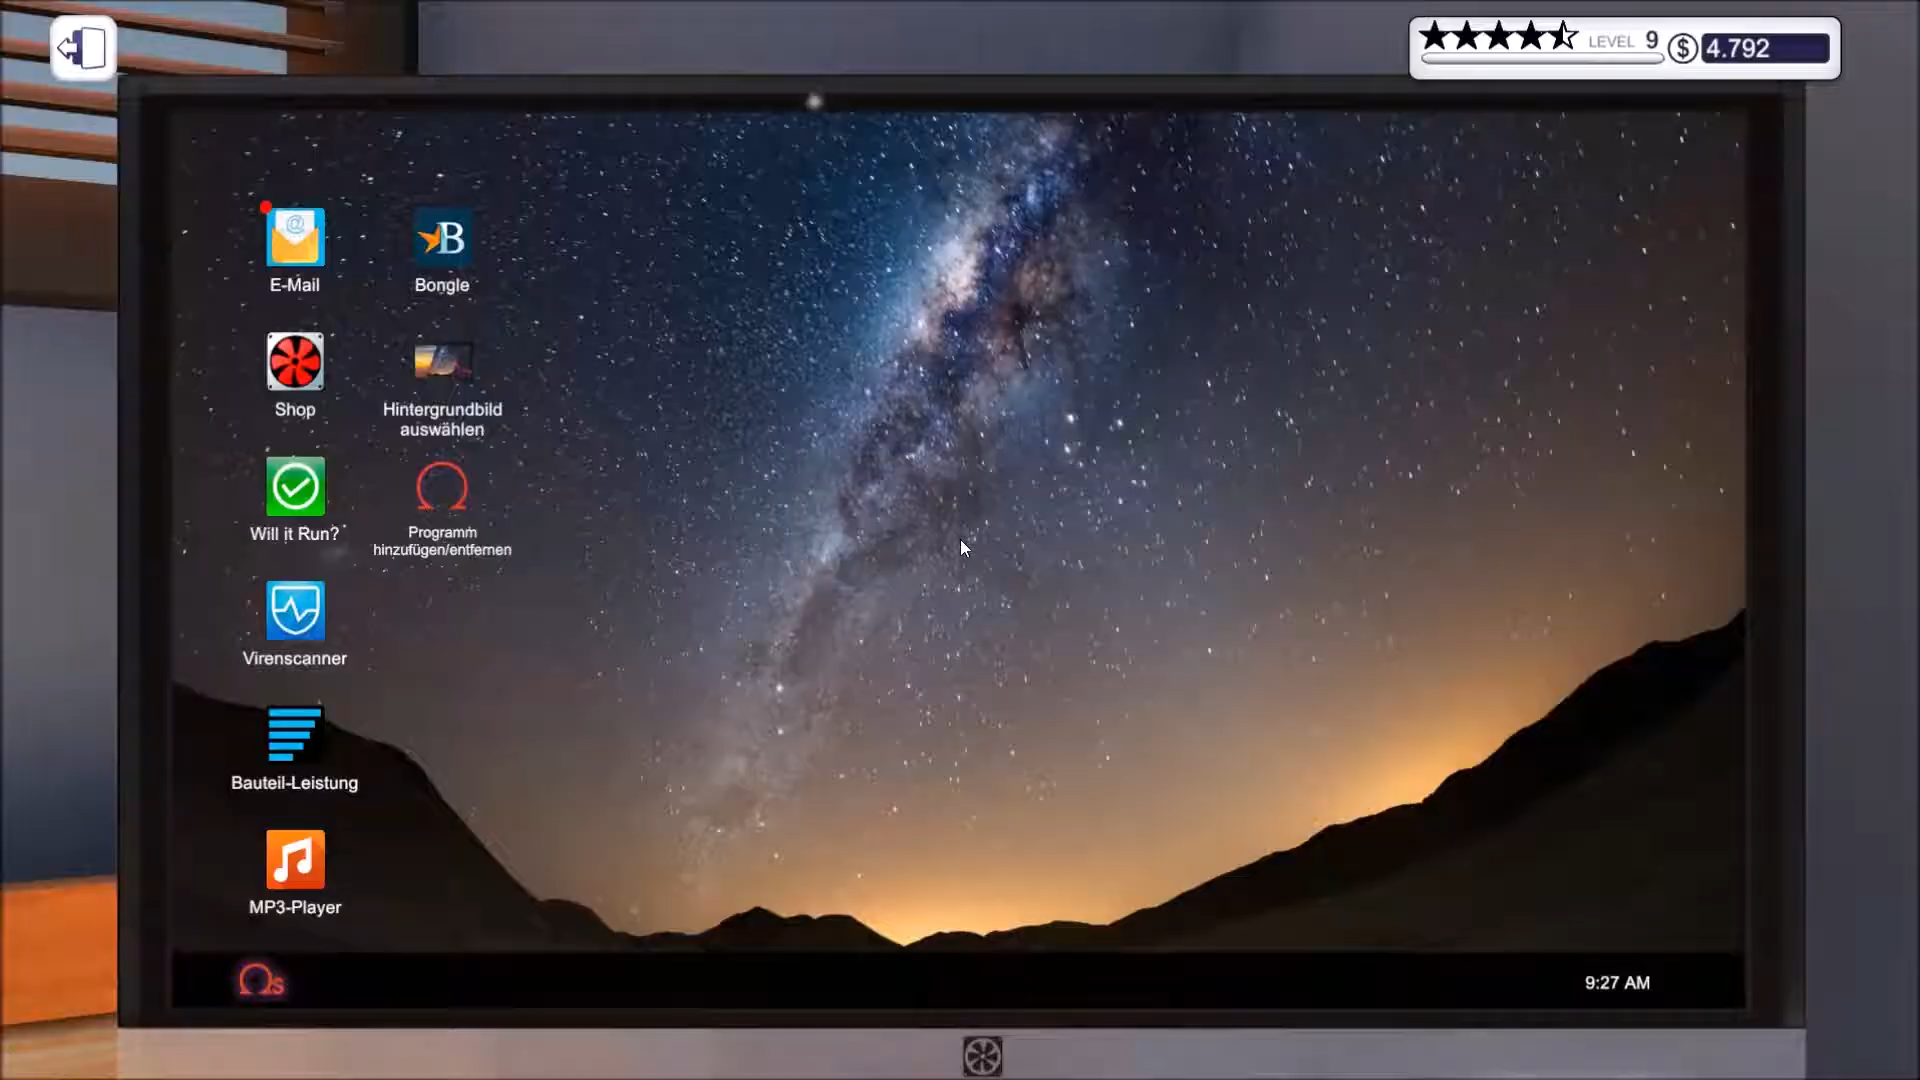 LEVEL 9
$ 4.792
E-Mail
B
Bongle
Shop
Hintergrundbild
auswählen
Will it Run?
Programm
hinzufügen/entfernen
Virenscanner
Bauteil-Leistung
MP3-Player
Ωs
9:27 AM